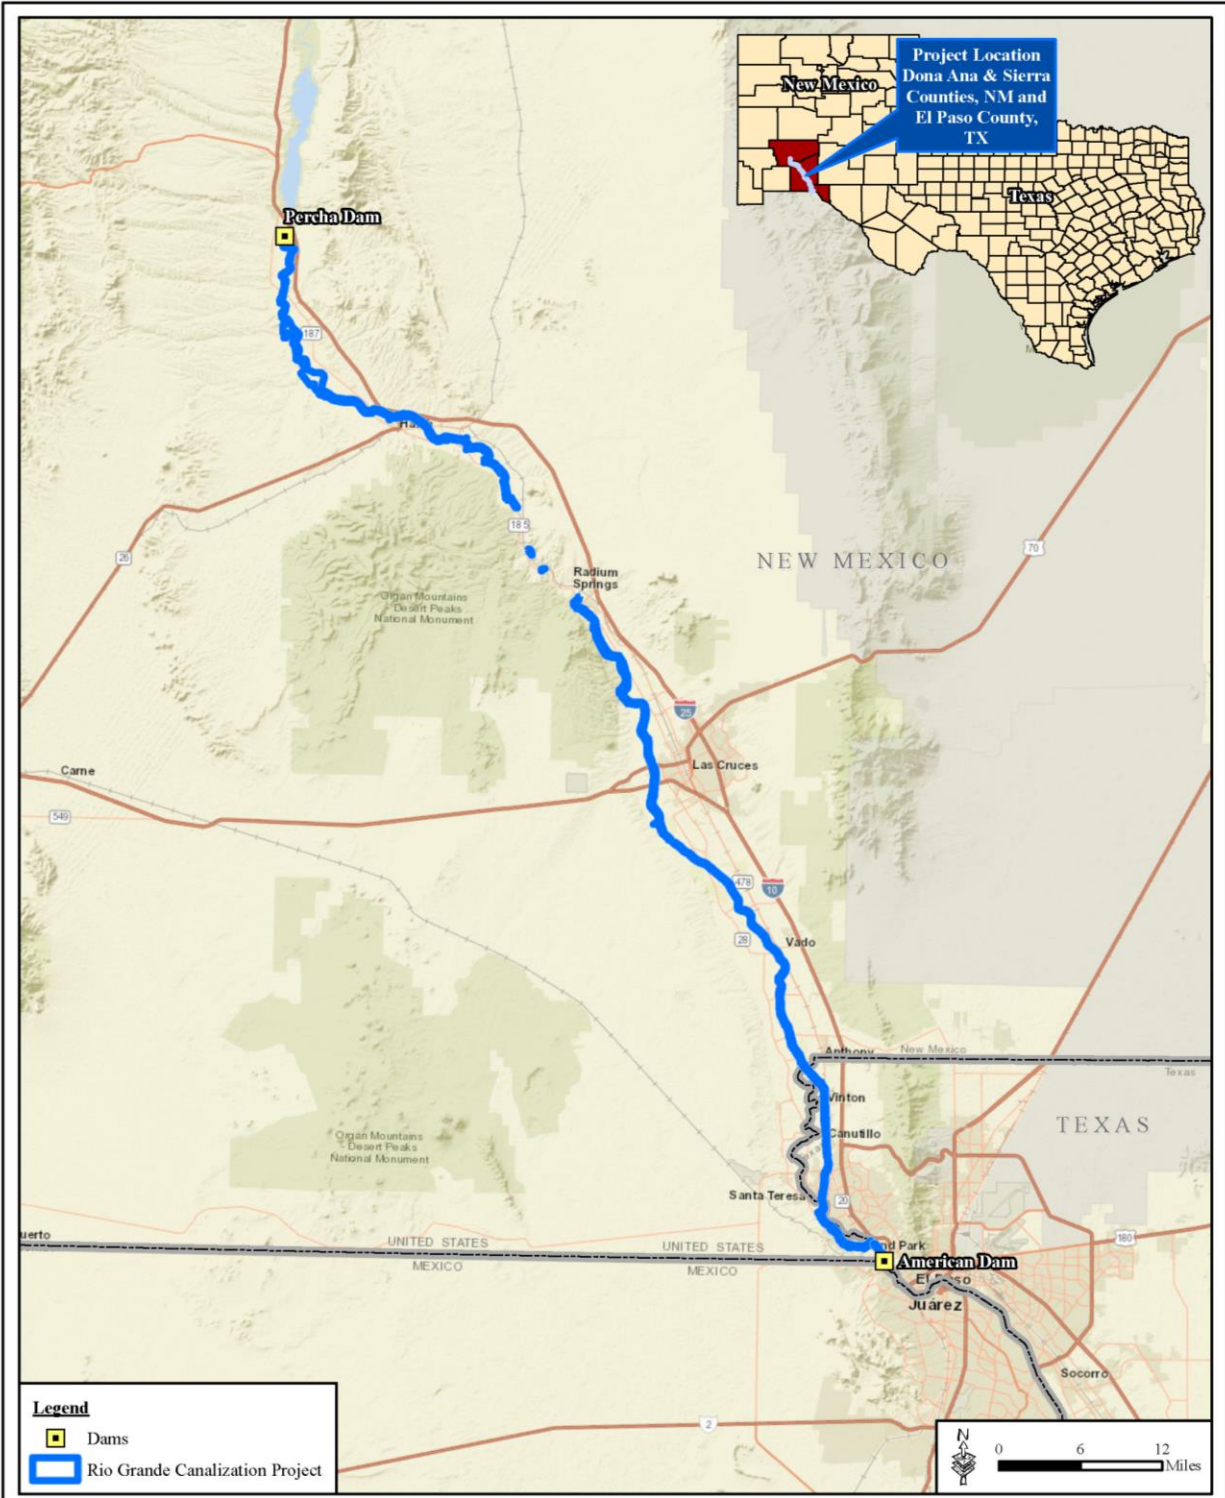 Project Location
Dona Ana & Sierra
Counties, NM and
El Paso County,
TX
New Mexico
Texas
Percha Dam
187
185
26
Radium
Springs
NEW MEXICO
70
Organ Mountains
- Desert Peaks
National Monument
25
Las Cruces
Carne
549
478
10
28
Vado
Anthony
New Mexico
Texas
Vinton
TEXAS
Canutillo
Organ Mountains
- Desert Peaks
National Monument
Santa Teresa
20
180
UNITED STATES
MEXICO
UNITED STATES
MEXICO
American Dam
El Paso
Juárez
Socorro
2
Legend
Dams
Rio Grande Canalization Project
N
0 6 12
Miles